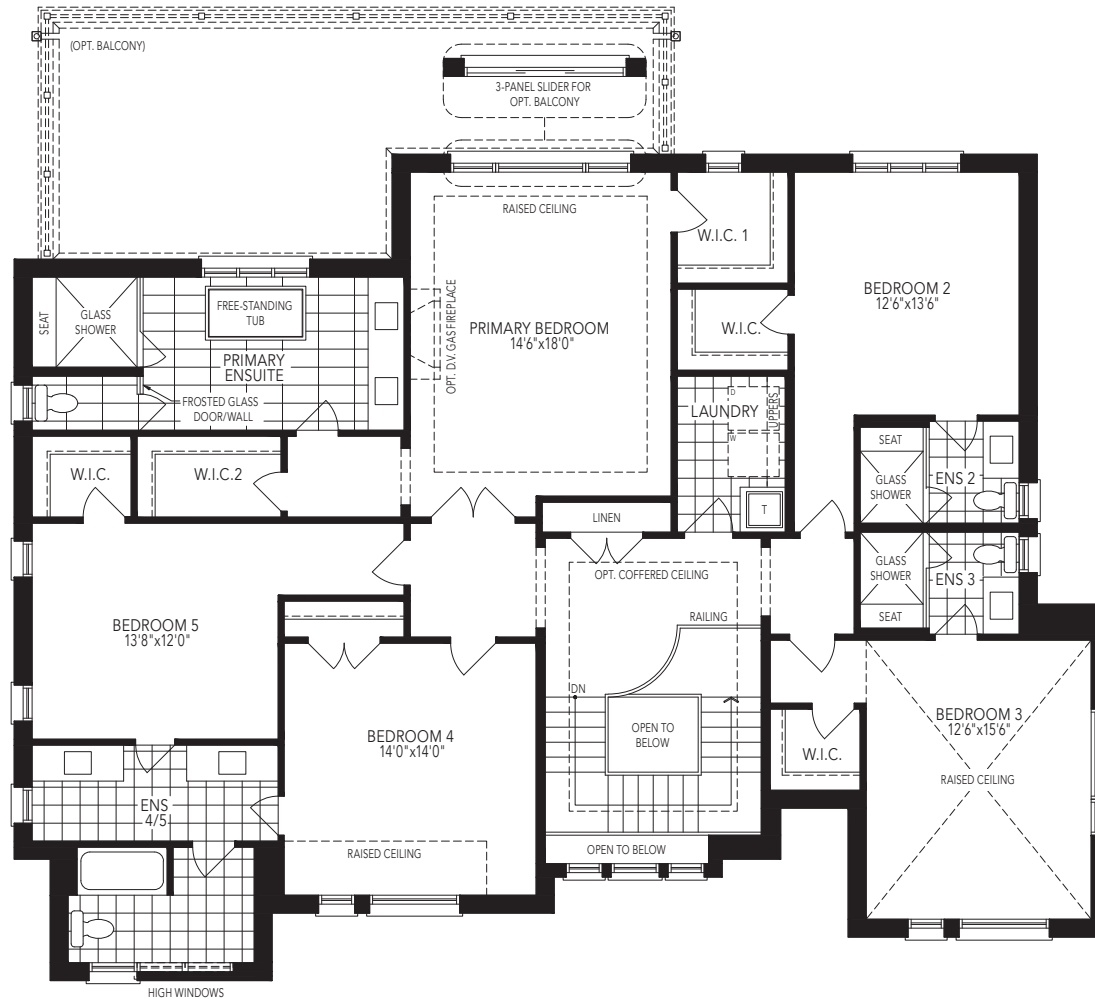 (OPT. BALCONY)
3-PANEL SLIDER FOR
OPT. BALCONY
RAISED CEILING
W.I.C. 1
BEDROOM 2
12'6"x13'6"
SEAT
GLASS
SHOWER
FREE-STANDING
TUB
OPT. D.V. GAS FIREPLACE
PRIMARY BEDROOM
14'6"x18'0"
W.I.C.
PRIMARY
ENSUITE
FROSTED GLASS
DOOR/WALL
LAUNDRY
D
W
UPPERS
T
W.I.C.
W.I.C.2
SEAT
GLASS
SHOWER
ENS 2
LINEN
OPT. COFFERED CEILING
GLASS
SHOWER
SEAT
ENS 3
RAILING
BEDROOM 5
13'8"x12'0"
DN
OPEN TO
BELOW
BEDROOM 4
14'0"x14'0"
BEDROOM 3
12'6"x15'6"
W.I.C.
RAISED CEILING
ENS
4/5
RAISED CEILING
OPEN TO BELOW
HIGH WINDOWS